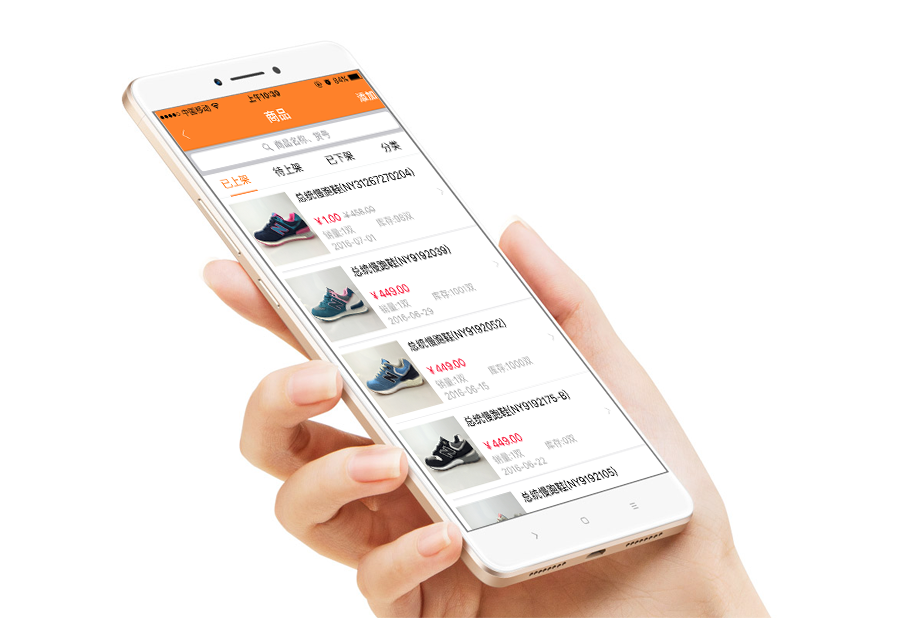 中国移动 上午10:39 84%
商品 添加
商品名称、货号
已上架 待上架 已下架 分类
总统慢跑鞋(NY31267270204)
¥1.00 ¥458.00
销量:1双 库存:98双
2016-07-01
总统慢跑鞋(NY9192039)
¥449.00
销量:1双 库存:1001双
2016-06-29
总统慢跑鞋(NY9192052)
¥449.00
销量:1双 库存:1000双
2016-06-15
总统慢跑鞋(NY9192175-B)
¥449.00
销量:1双 库存:0双
2016-06-22
总统慢跑鞋(NY9192105)